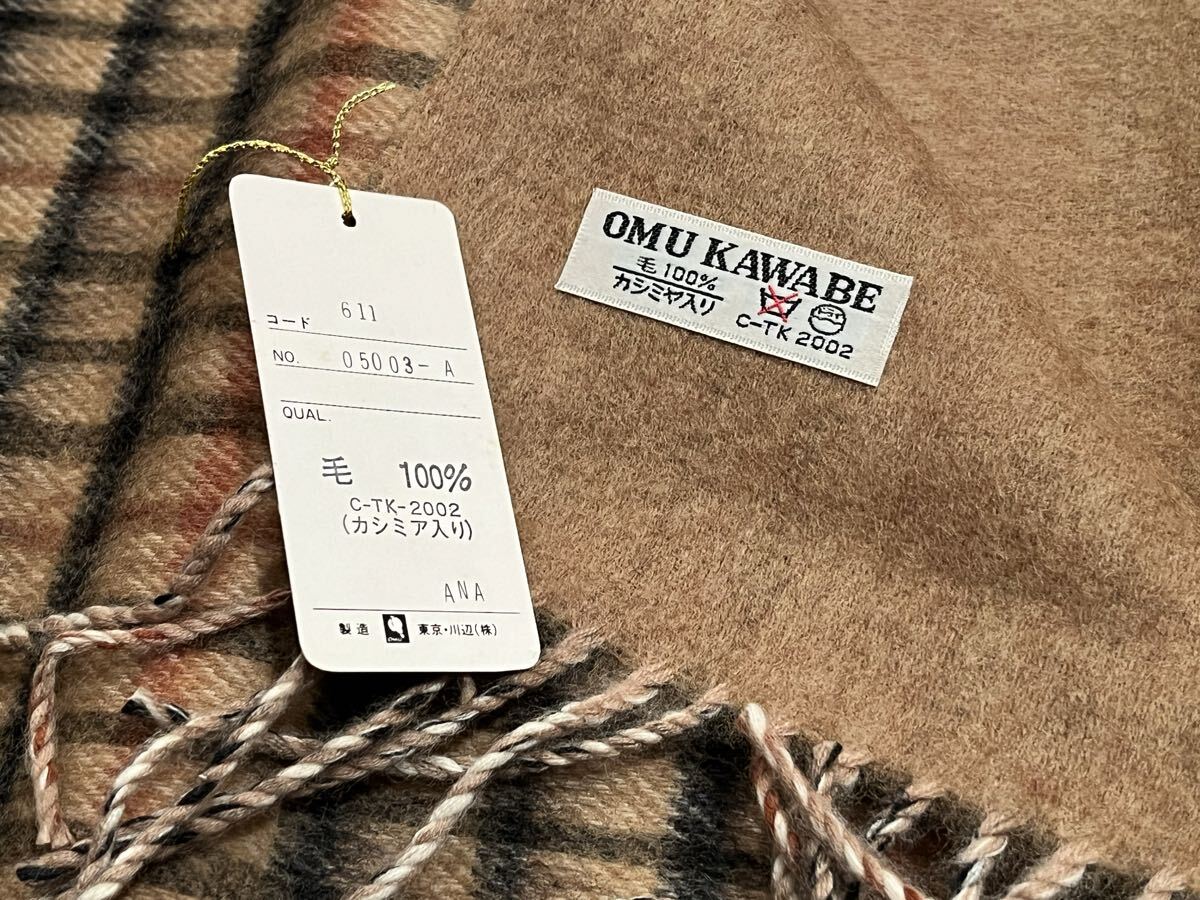 コード 611
NO. 05003-A
QUAL.
毛 100%
C-TK-2002
(カシミア入り)
ANA
製造 東京・川辺(株)
OMU KAWABE
毛 100%
カシミヤ入り
C-TK 2002